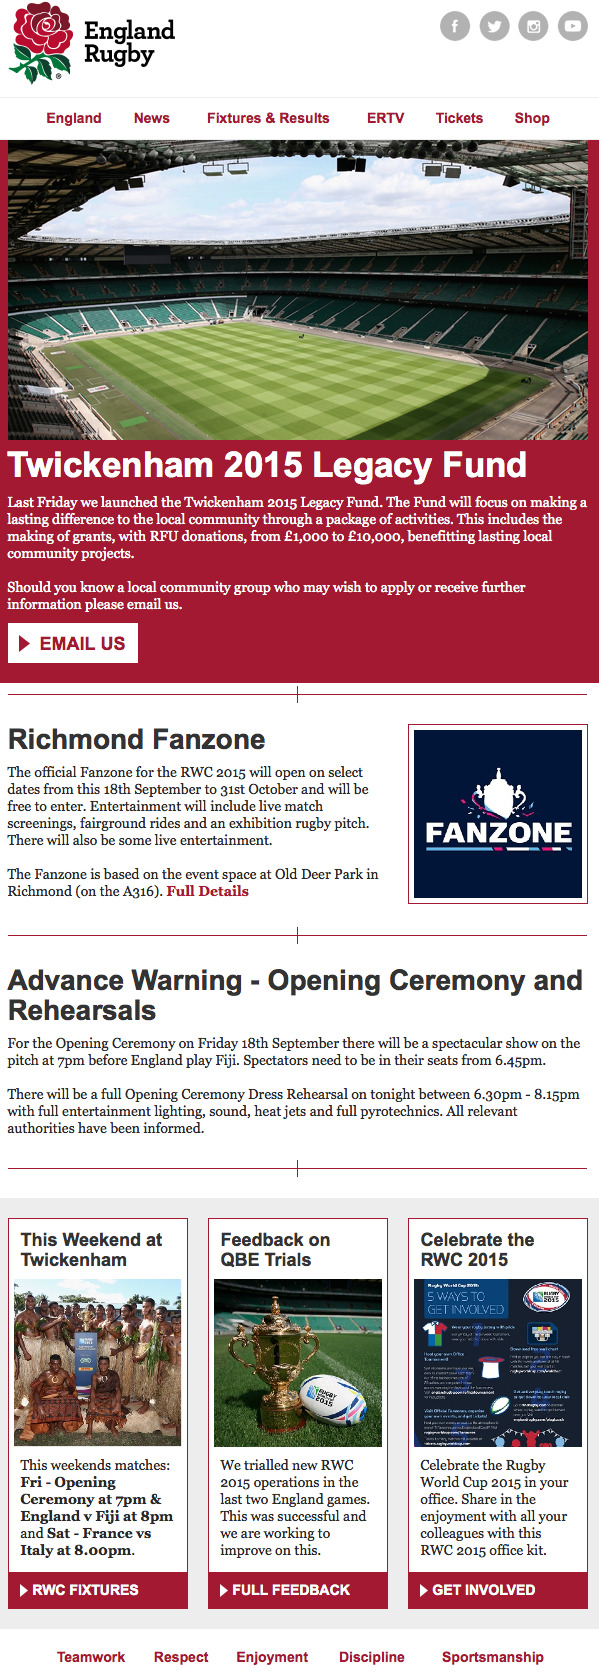 England
Rugby
England News Fixtures & Results ERTV Tickets Shop
Twickenham 2015 Legacy Fund
Last Friday we launched the Twickenham 2015 Legacy Fund. The Fund will focus on making a
lasting difference to the local community through a package of activities. This includes the
making of grants, with RFU donations, from £1,000 to £10,000, benefitting lasting local
community projects.
Should you know a local community group who may wish to apply or receive further
information please email us.
EMAIL US
Richmond Fanzone
The official Fanzone for the RWC 2015 will open on select
dates from this 18th September to 31st October and will be
free to enter. Entertainment will include live match
screenings, fairground rides and an exhibition rugby pitch.
There will also be some live entertainment.
The Fanzone is based on the event space at Old Deer Park in
Richmond (on the A316). Full Details
FANZONE
Advance Warning - Opening Ceremony and
Rehearsals
For the Opening Ceremony on Friday 18th September there will be a spectacular show on the
pitch at 7pm before England play Fiji. Spectators need to be in their seats from 6.45pm.
There will be a full Opening Ceremony Dress Rehearsal on tonight between 6.30pm - 8.15pm
with full entertainment lighting, sound, heat jets and full pyrotechnics. All relevant
authorities have been informed.
This Weekend at
Twickenham
This weekends matches:
Fri - Opening
Ceremony at 7pm &
England v Fiji at 8pm
and Sat - France vs
Italy at 8.00pm.
RWC FIXTURES
Feedback on
QBE Trials
RUGBY
We trialled new RWC
2015 operations in the
last two England games.
This was successful and
we are working to
improve on this.
FULL FEEDBACK
Celebrate the
RWC 2015
Rugby World Cup 2015:
5 WAYS TO
GET INVOLVED
Wear your rugby jersey with pride
Download free wall chart
Host your own Office
Tournament!
Celebrate the Rugby
World Cup 2015 in your
office. Share in the
enjoyment with all your
colleagues with this
RWC 2015 office kit.
GET INVOLVED
Teamwork Respect Enjoyment Discipline Sportsmanship